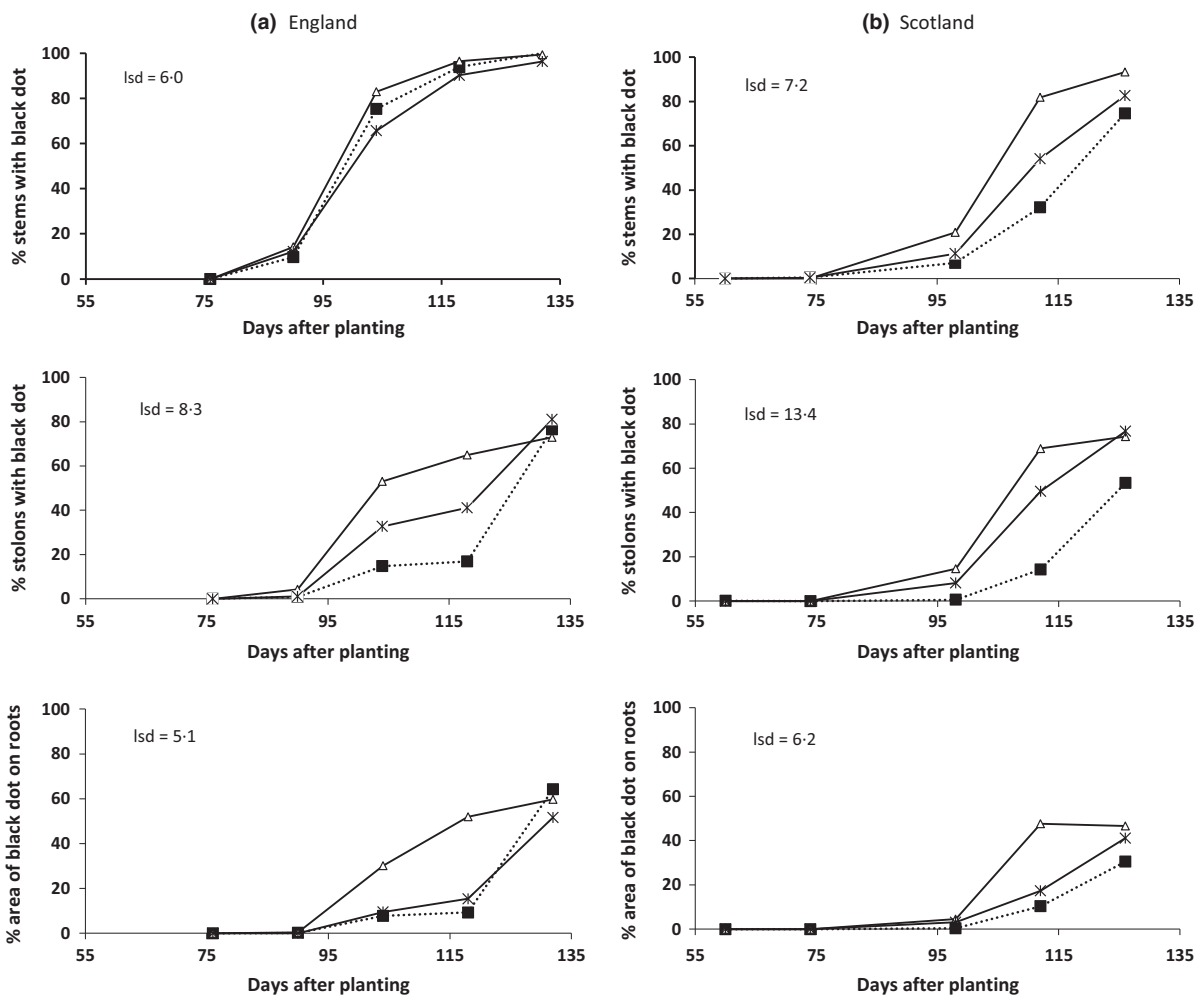 (a) England
(b) Scotland
% stems with black dot
100
80
60
40
20
0
lsd = 6·0
55 75 95 115 135
Days after planting
% stems with black dot
100
80
60
40
20
0
lsd = 7·2
55 75 95 115 135
Days after planting
% stolons with black dot
100
80
60
40
20
0
lsd = 8·3
55 75 95 115 135
Days after planting
% stolons with black dot
100
80
60
40
20
0
lsd = 13·4
55 75 95 115 135
Days after planting
% area of black dot on roots
100
80
60
40
20
0
lsd = 5·1
55 75 95 115 135
Days after planting
% area of black dot on roots
100
80
60
40
20
0
lsd = 6·2
55 75 95 115 135
Days after planting